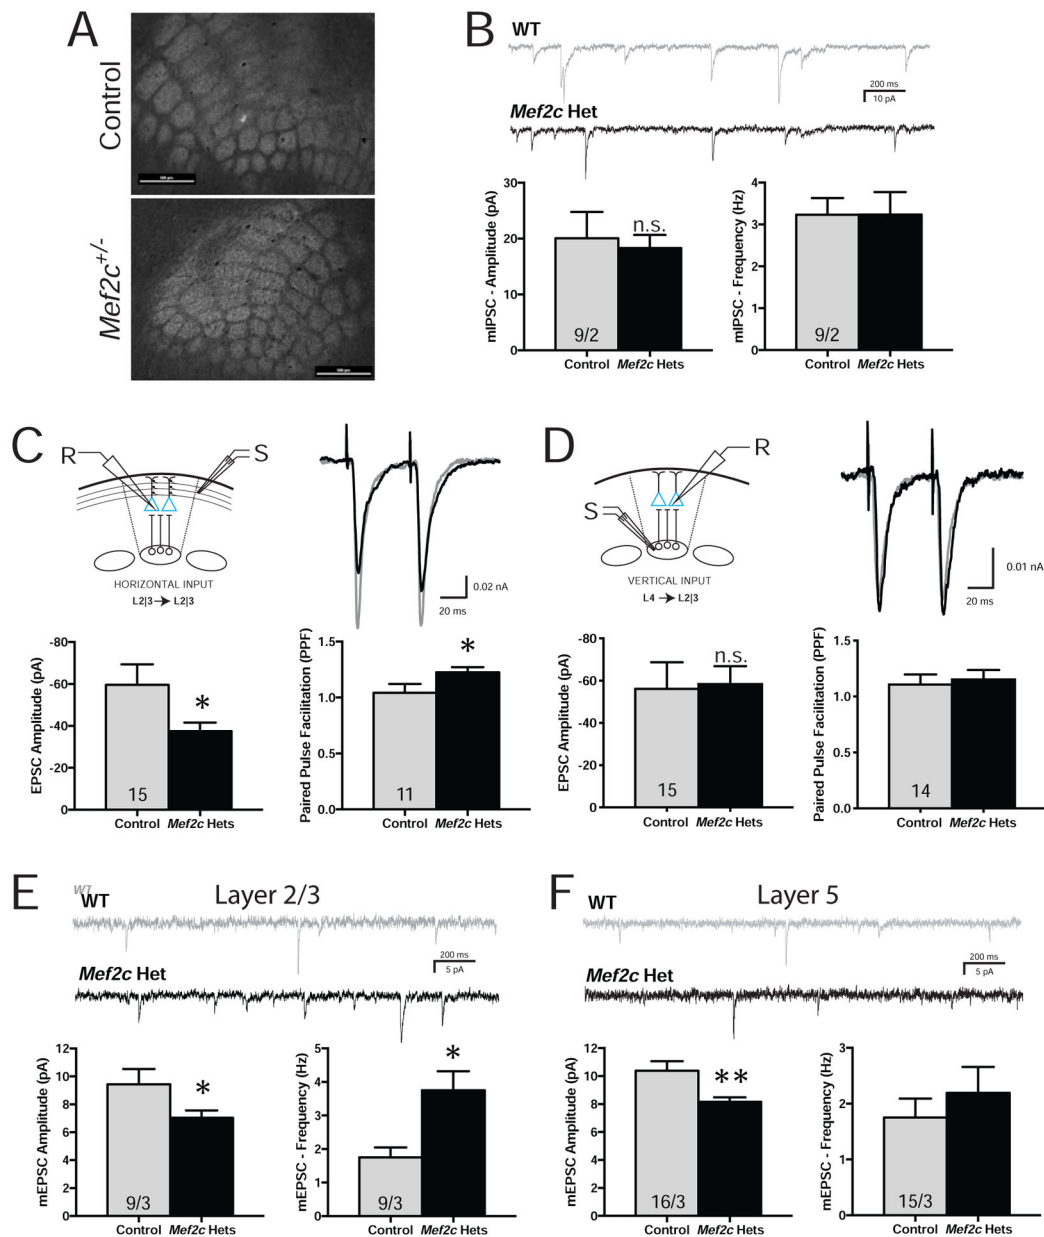 A
Control
Mef2c+/-
B
WT
200 ms
10 pA
Mef2c Het
mIPSC - Amplitude (pA)
30
20
10
0
n.s.
9/2
Control Mef2c Hets
mIPSC - Frequency (Hz)
4
3
2
1
0
9/2
Control Mef2c Hets
C
R
S
HORIZONTAL INPUT
L2|3 → L2|3
0.02 nA
20 ms
EPSC Amplitude (pA)
-80
-60
-40
-20
0
*
15
Control Mef2c Hets
Paired Pulse Facilitation (PPF)
1.5
1.0
0.5
0.0
*
11
Control Mef2c Hets
D
R
S
VERTICAL INPUT
L4 → L2|3
0.01 nA
20 ms
EPSC Amplitude (pA)
-80
-60
-40
-20
0
n.s.
15
Control Mef2c Hets
Paired Pulse Facilitation (PPF)
1.5
1.0
0.5
0.0
14
Control Mef2c Hets
E
WT
WT
Layer 2/3
200 ms
5 pA
Mef2c Het
mEPSC Amplitude (pA)
12
10
8
6
4
2
0
*
9/3
Control Mef2c Hets
mEPSC - Frequency (Hz)
5
4
3
2
1
0
*
9/3
Control Mef2c Hets
F
WT
Layer 5
200 ms
5 pA
Mef2c Het
mEPSC Amplitude (pA)
12
10
8
6
4
2
0
**
16/3
Control Mef2c Hets
mEPSC - Frequency (Hz)
3
2
1
0
15/3
Control Mef2c Hets